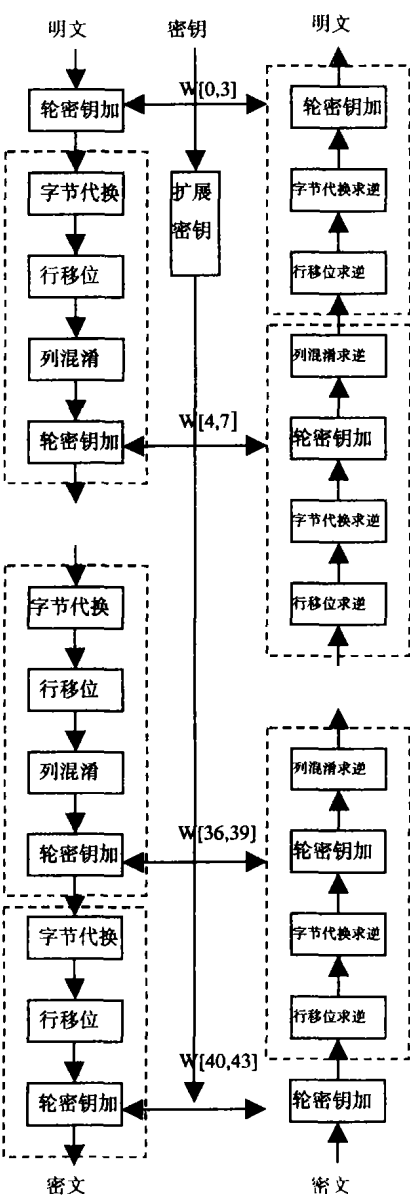 明文
密钥
明文
W[0,3]
轮密钥加
轮密钥加
字节代换
扩展
密钥
字节代换求逆
行移位
行移位求逆
列混淆
列混淆求逆
W[4,7]
轮密钥加
轮密钥加
字节代换求逆
字节代换
行移位求逆
行移位
列混淆
列混淆求逆
W[36,39]
轮密钥加
轮密钥加
字节代换
字节代换求逆
行移位
行移位求逆
W[40,43]
轮密钥加
轮密钥加
密文
密文